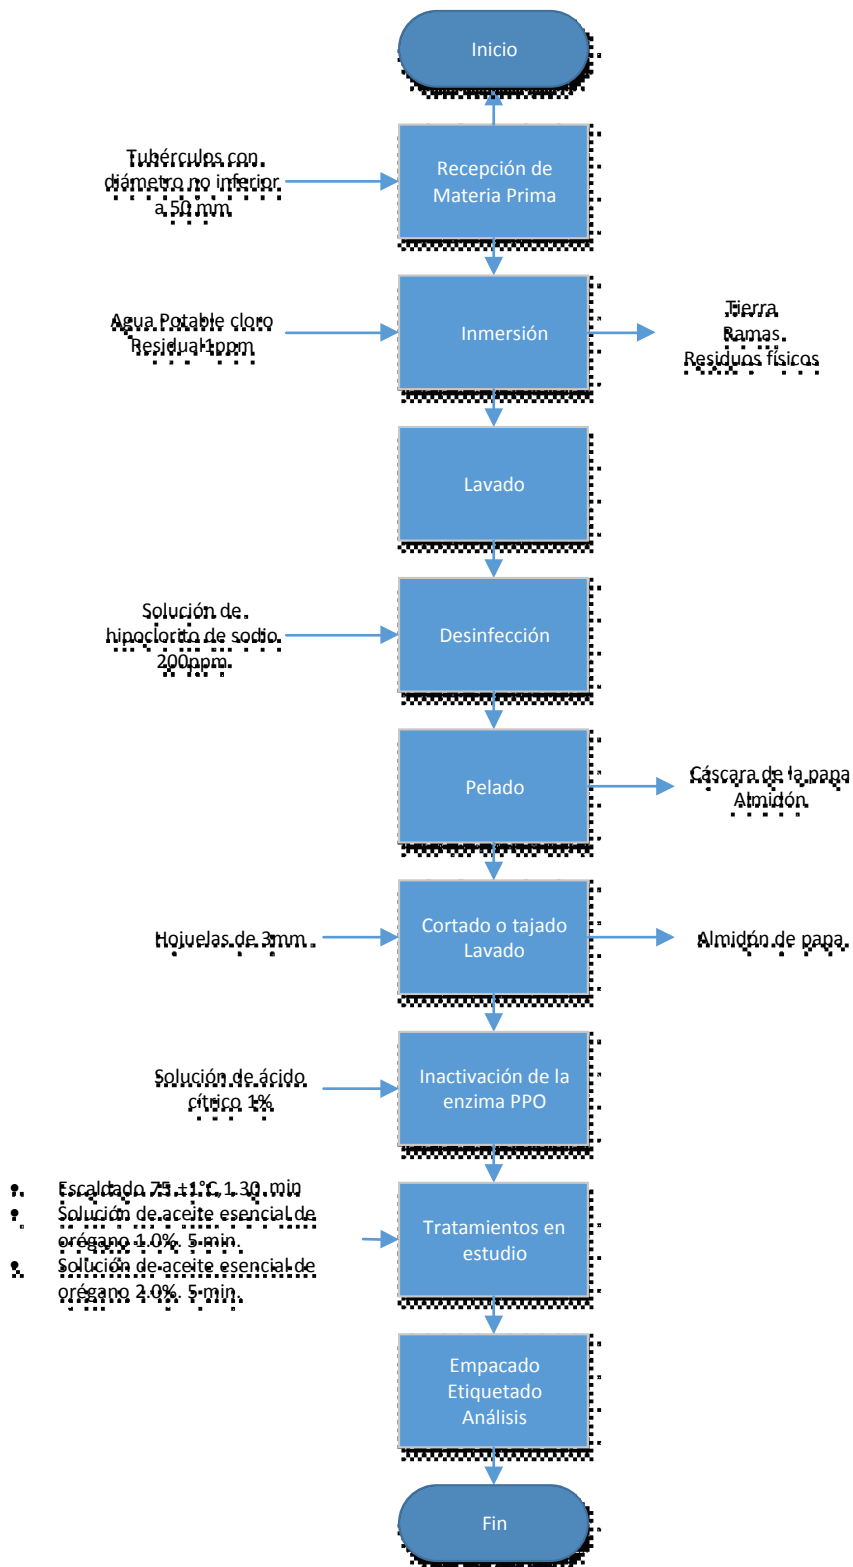 Inicio
Tubérculos con
diámetro no inferior
a 50 mm
Recepción de
Materia Prima
Agua Potable cloro
Residual 1ppm
Inmersión
Tierra
Ramas
Residuos físicos
Lavado
Solución de
hipoclorito de sodio
200ppm
Desinfección
Pelado
Cáscara de la papa
Almidón
Hojuelas de 3mm
Cortado o tajado
Lavado
Almidón de papa
Solución de ácido
cítrico 1%
Inactivación de la
enzima PPO
• Escaldado 75 ±1°C,1.30 min
• Solución de aceite esencial de
orégano 1.0%. 5 min.
• Solución de aceite esencial de
orégano 2.0%. 5 min.
Tratamientos en
estudio
Empacado
Etiquetado
Análisis
Fin